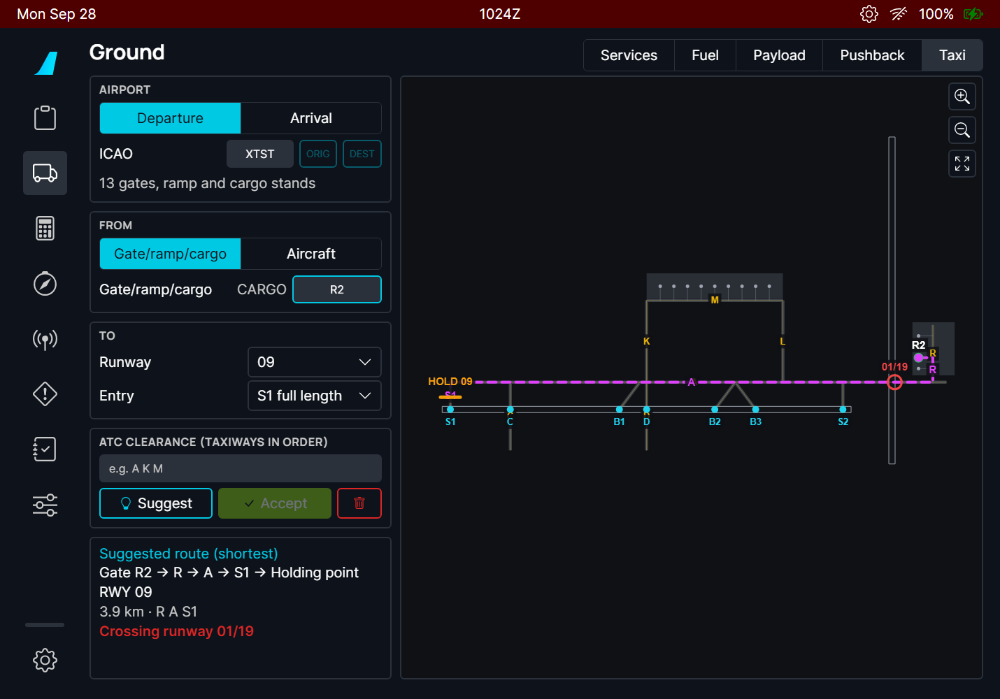 Mon Sep 28
1024Z
100%
Ground
Services
Fuel
Payload
Pushback
Taxi
AIRPORT
Departure
Arrival
ICAO
XTST
ORIG
DEST
13 gates, ramp and cargo stands
FROM
Gate/ramp/cargo
Aircraft
Gate/ramp/cargo
CARGO
R2
TO
Runway
09
Entry
S1 full length
ATC CLEARANCE (TAXIWAYS IN ORDER)
e.g. A K M
Suggest
Accept
Suggested route (shortest)
Gate R2 → R → A → S1 → Holding point
RWY 09
3.9 km · R A S1
Crossing runway 01/19
M
K
L
R2
R
R
01/19
HOLD 09
A
S1
S1
C
B1
D
B2
B3
S2